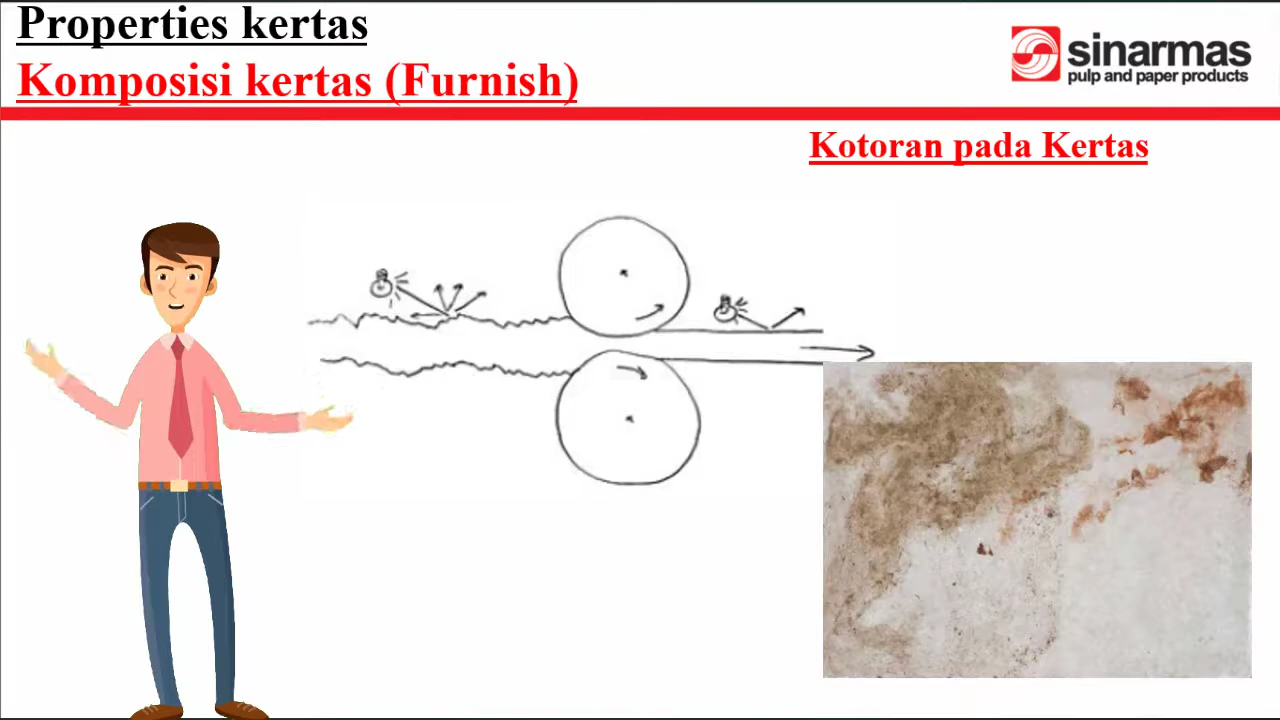 Properties kertas
Komposisi kertas (Furnish)
sinarmas
pulp and paper products
Kotoran pada Kertas